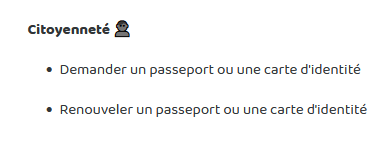 Citoyenneté
• Demander un passeport ou une carte d'identité
• Renouveler un passeport ou une carte d'identité